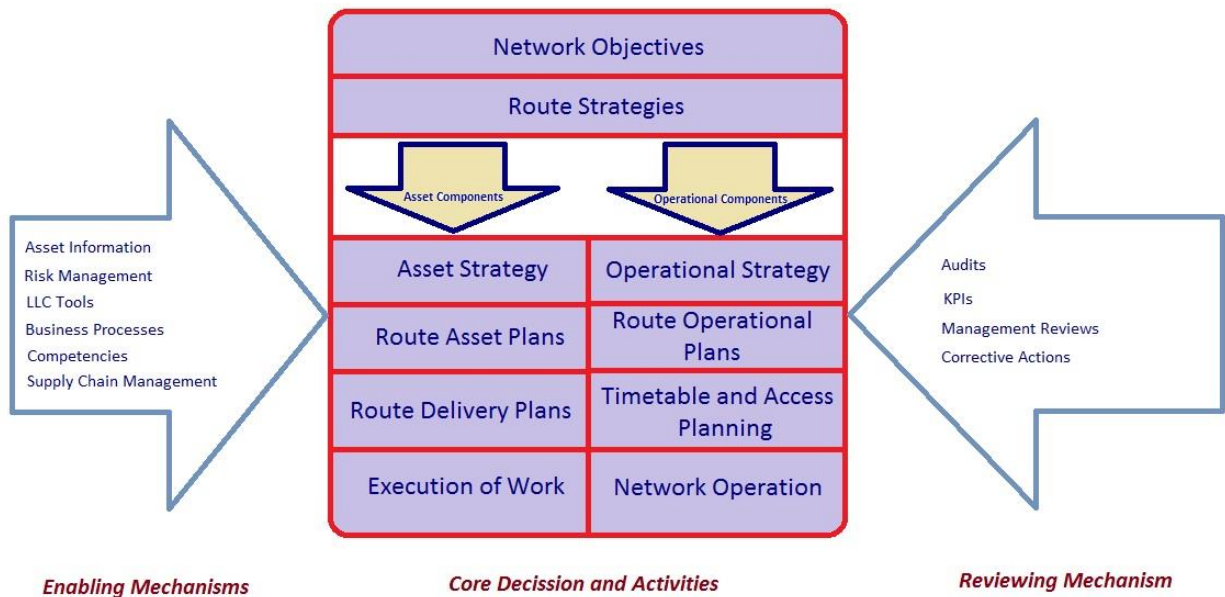 Network Objectives
Route Strategies
Asset Components
Operational Components
Asset Information
Risk Management
LLC Tools
Business Processes
Competencies
Supply Chain Management
Asset Strategy
Operational Strategy
Route Asset Plans
Route Operational
Plans
Route Delivery Plans
Timetable and Access
Planning
Execution of Work
Network Operation
Audits
KPIs
Management Reviews
Corrective Actions
Enabling Mechanisms
Core Decission and Activities
Reviewing Mechanism